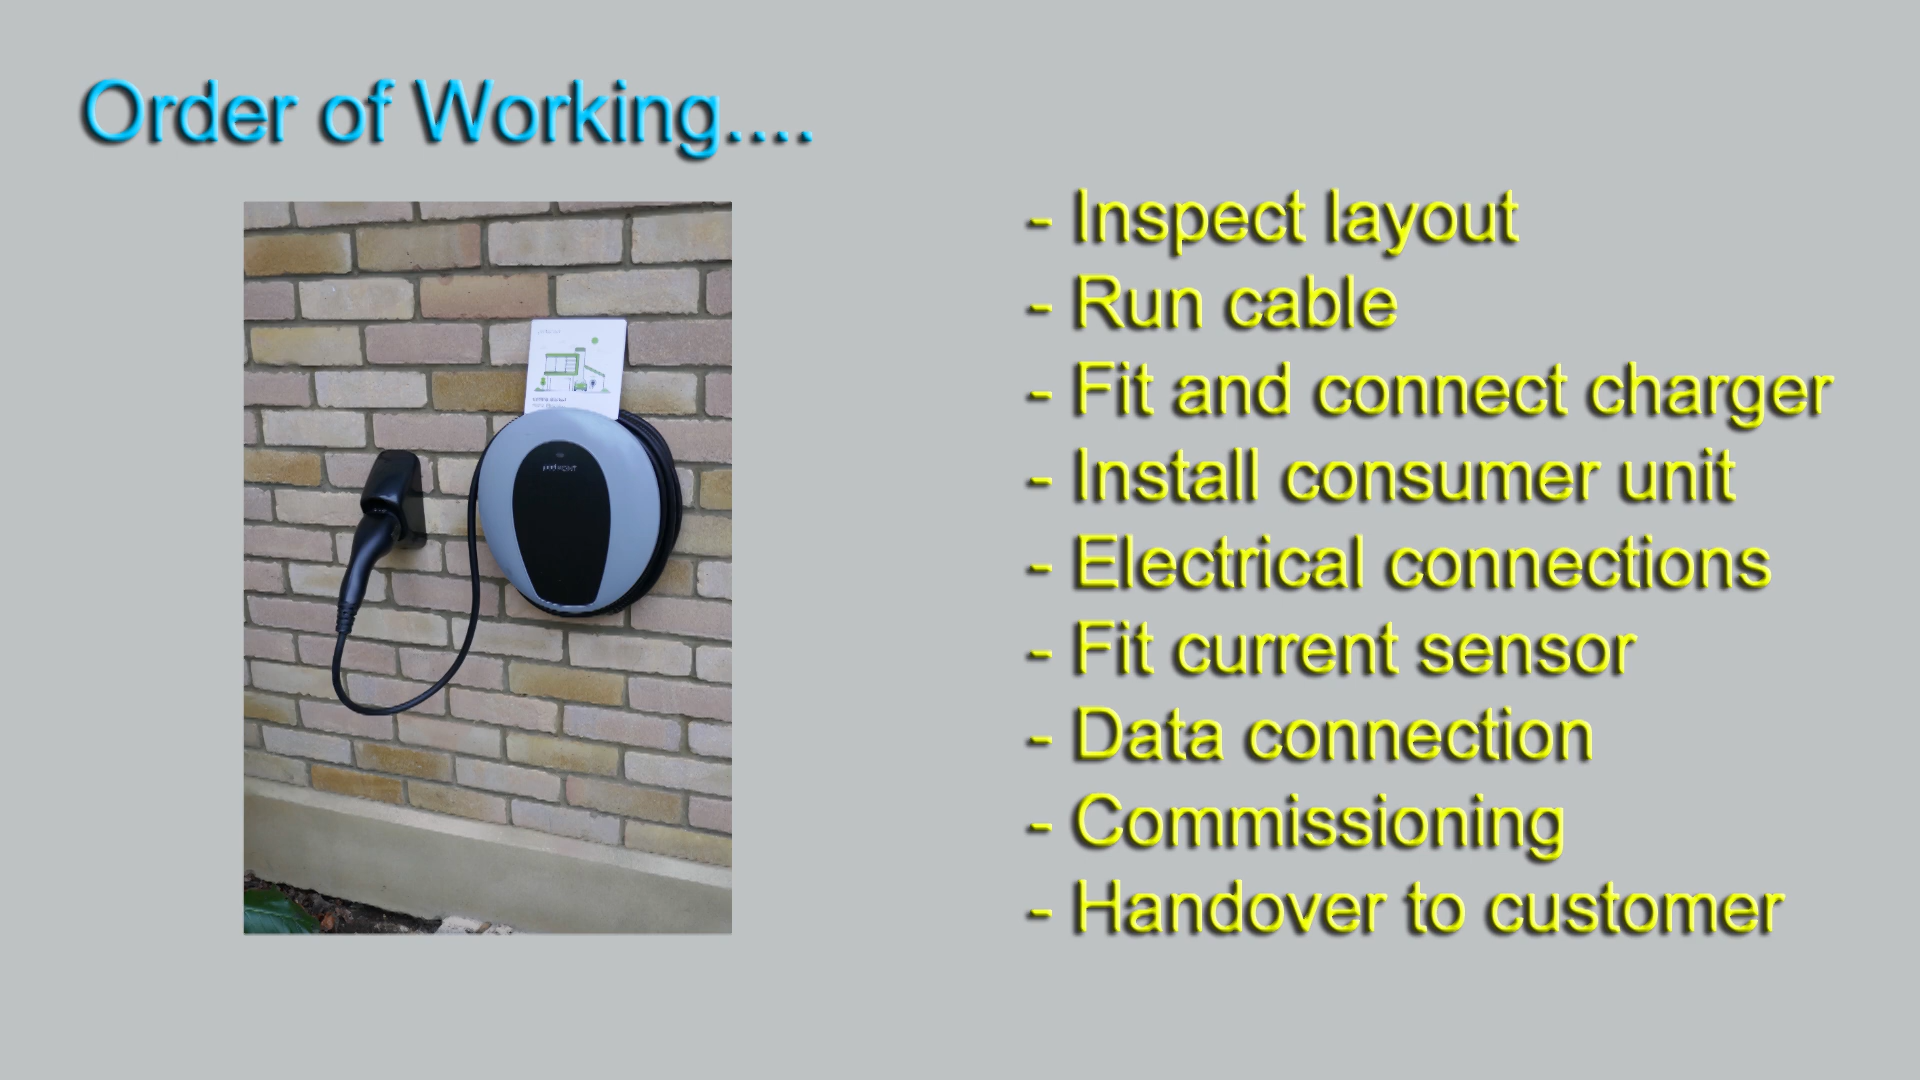 Order of Working....
- Inspect layout
- Run cable
- Fit and connect charger
- Install consumer unit
- Electrical connections
- Fit current sensor
- Data connection
- Commissioning
- Handover to customer